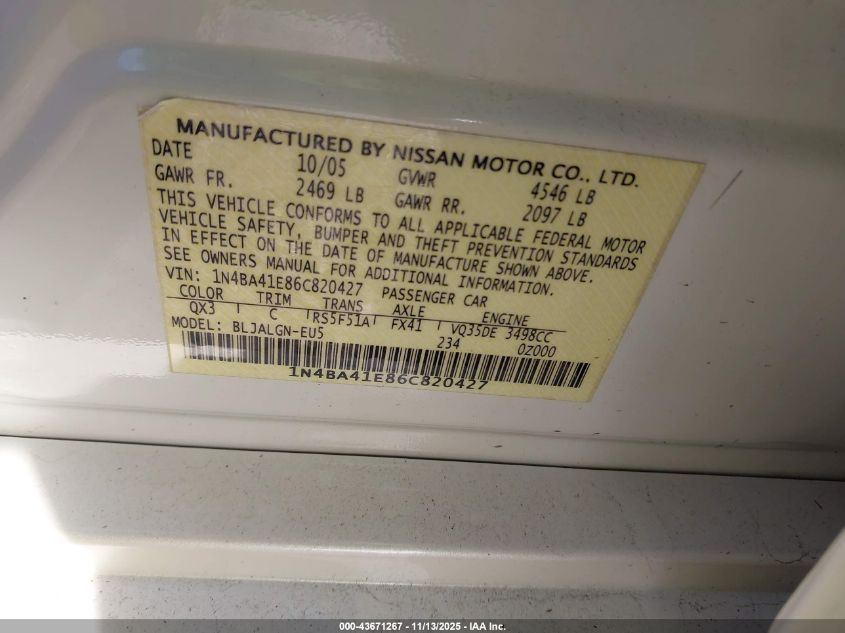 MANUFACTURED BY NISSAN MOTOR CO., LTD.
DATE 10/05 GVWR 4546 LB
GAWR FR. 2469 LB GAWR RR. 2097 LB
THIS VEHICLE CONFORMS TO ALL APPLICABLE FEDERAL MOTOR
VEHICLE SAFETY, BUMPER AND THEFT PREVENTION STANDARDS
IN EFFECT ON THE DATE OF MANUFACTURE SHOWN ABOVE.
SEE OWNERS MANUAL FOR ADDITIONAL INFORMATION.
VIN: 1N4BA41E86C820427 PASSENGER CAR
COLOR TRIM TRANS AXLE ENGINE
QX3 C RS5F51A FX41 VQ35DE 3498CC
MODEL: BLJALGN-EU5 234 0Z000
1N4BA41E86C820427
000-43671267 - 11/13/2025 - IAA Inc.